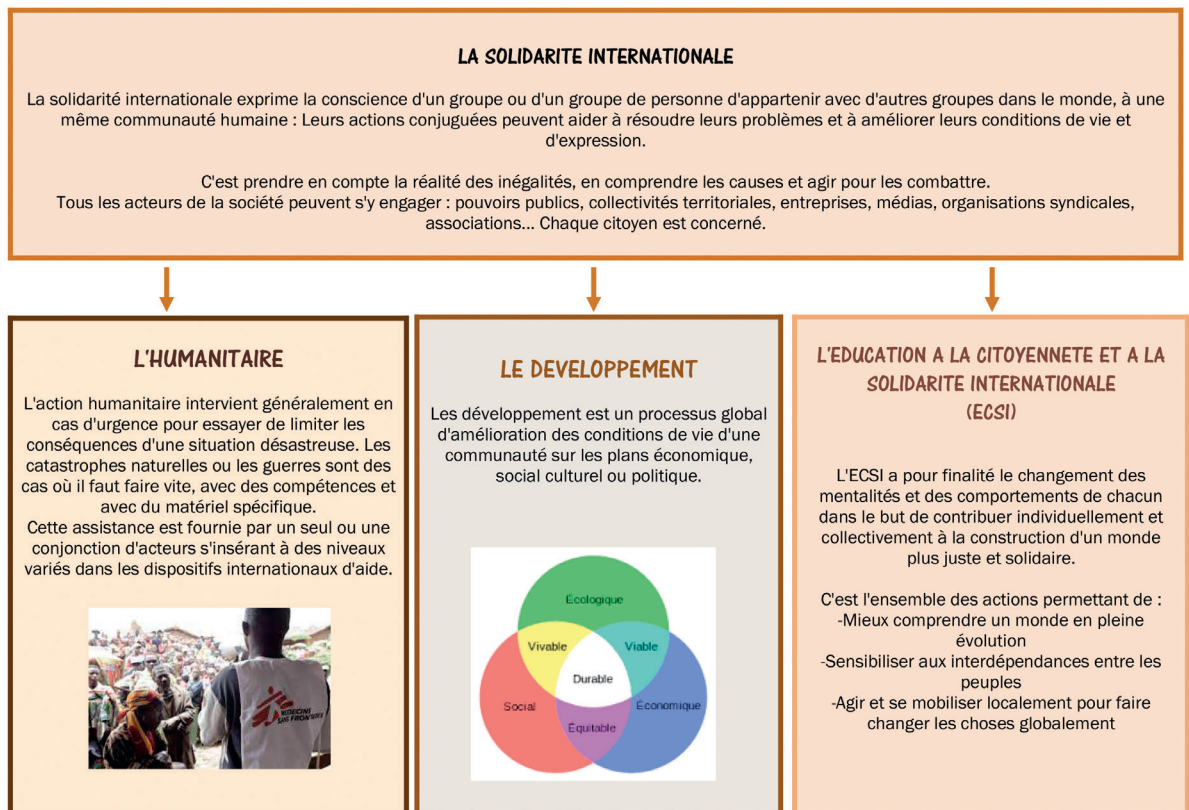 LA SOLIDARITE INTERNATIONALE
La solidarité internationale exprime la conscience d'un groupe ou d'un groupe de personne d'appartenir avec d'autres groupes dans le monde, à une
même communauté humaine : Leurs actions conjuguées peuvent aider à résoudre leurs problèmes et à améliorer leurs conditions de vie et
d'expression.
C'est prendre en compte la réalité des inégalités, en comprendre les causes et agir pour les combattre.
Tous les acteurs de la société peuvent s'y engager : pouvoirs publics, collectivités territoriales, entreprises, médias, organisations syndicales,
associations... Chaque citoyen est concerné.
L'HUMANITAIRE
L'action humanitaire intervient généralement en
cas d'urgence pour essayer de limiter les
conséquences d'une situation désastreuse. Les
catastrophes naturelles ou les guerres sont des
cas où il faut faire vite, avec des compétences et
avec du matériel spécifique.
Cette assistance est fournie par un seul ou une
conjonction d'acteurs s'insérant à des niveaux
variés dans les dispositifs internationaux d'aide.
MEDECINS
SANS FRONTIERES
LE DEVELOPPEMENT
Les développement est un processus global
d'amélioration des conditions de vie d'une
communauté sur les plans économique,
social culturel ou politique.
Écologique
Vivable
Viable
Durable
Social
Économique
Équitable
L'EDUCATION A LA CITOYENNETE ET A LA
SOLIDARITE INTERNATIONALE
(ECSI)
L'ECSI a pour finalité le changement des
mentalités et des comportements de chacun
dans le but de contribuer individuellement et
collectivement à la construction d'un monde
plus juste et solidaire.
C'est l'ensemble des actions permettant de :
-Mieux comprendre un monde en pleine
évolution
-Sensibiliser aux interdépendances entre les
peuples
-Agir et se mobiliser localement pour faire
changer les choses globalement